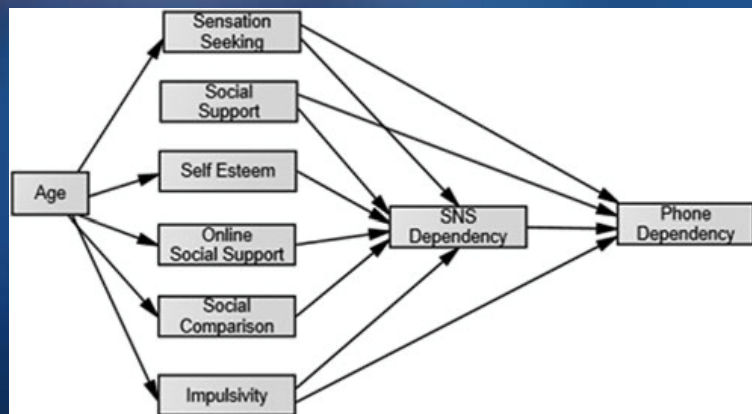 Sensation
Seeking
Social
Support
Self Esteem
Age
Online
Social Support
SNS
Dependency
Phone
Dependency
Social
Comparison
Impulsivity